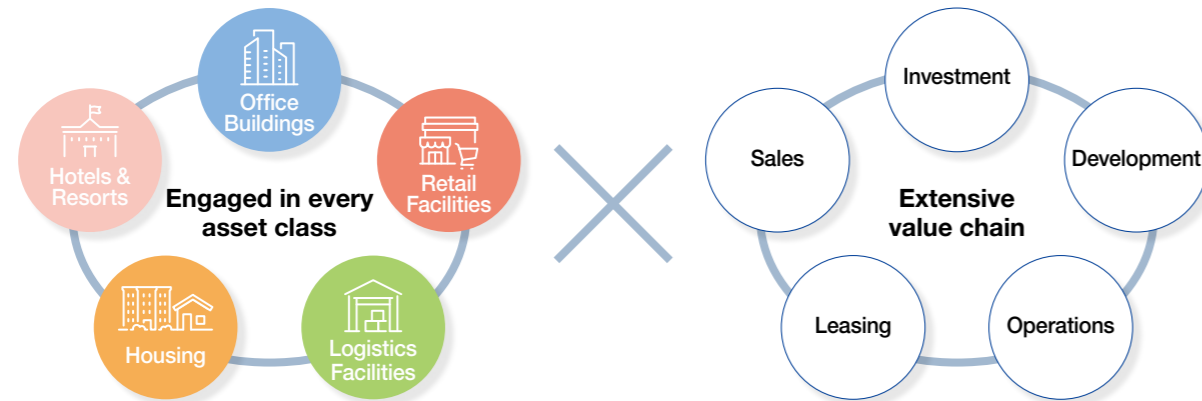 Office
Buildings
Hotels &
Resorts
Retail
Facilities
Engaged in every
asset class
Housing
Logistics
Facilities
Investment
Sales
Development
Extensive
value chain
Leasing
Operations